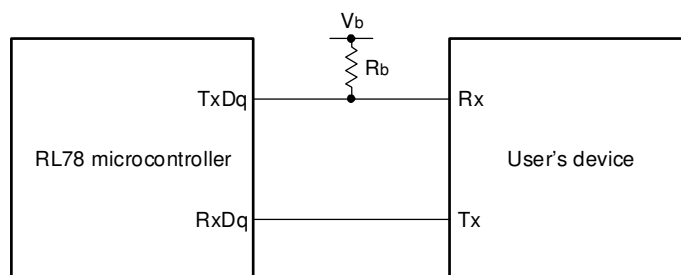 Vb
Rb
TxDq
Rx
RL78 microcontroller
User's device
RxDq
Tx